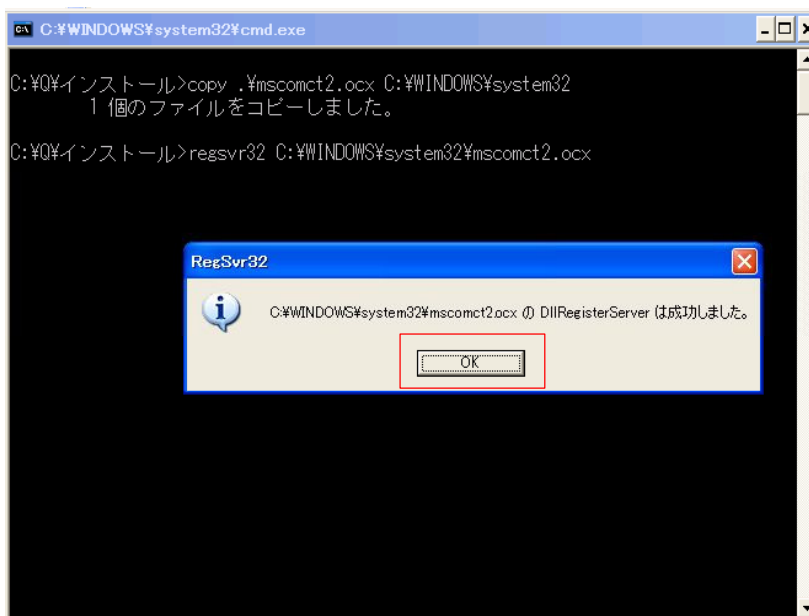 C:¥WINDOWS¥system32¥cmd.exe
C:¥Q¥インストール>copy .¥mscomct2.ocx C:¥WINDOWS¥system32
1 個のファイルをコピーしました。
C:¥Q¥インストール>regsvr32 C:¥WINDOWS¥system32¥mscomct2.ocx
RegSvr32
C:¥WINDOWS¥system32¥mscomct2.ocx の DllRegisterServer は成功しました。
OK